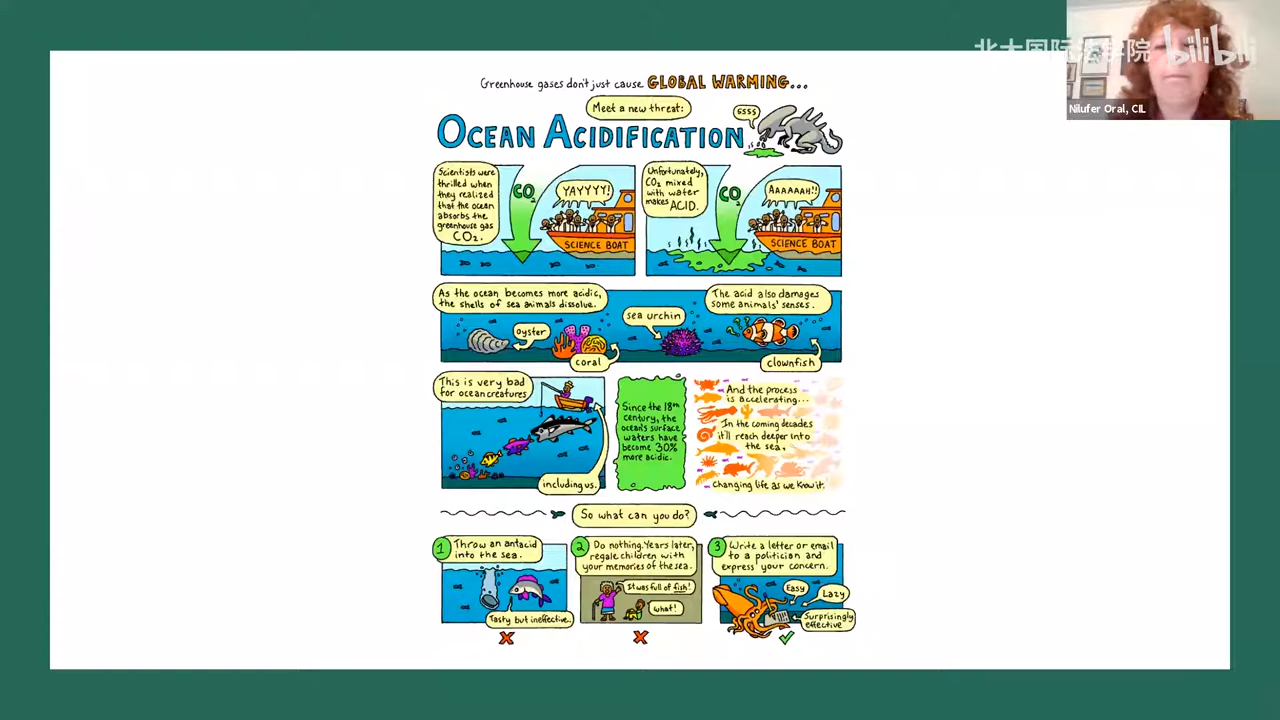 北大国际法学院 bilibili
Nilufer Oral, CIL
Greenhouse gases don't just cause GLOBAL WARMING...
Meet a new threat:
OCEAN ACIDIFICATION
GSSS
Scientists were
thrilled when
they realized
that the ocean
absorbs the
greenhouse gas
CO₂.
CO₂
YAYYYY!
SCIENCE BOAT
Unfortunately,
CO₂ mixed
with water
makes ACID.
CO₂
AAAAAAH!!
SCIENCE BOAT
As the ocean becomes more acidic,
the shells of sea animals dissolve.
oyster
coral
sea urchin
The acid also damages
some animals' senses.
clownfish
This is very bad
for ocean creatures
including us.
Since the 18th
century, the
ocean's surface
waters have
become 30%
more acidic.
And the process
is accelerating...
In the coming decades
it'll reach deeper into
the sea,
changing life as we know it.
So what can you do?
1 Throw an antacid
into the sea.
Tasty but ineffective.
2 Do nothing. Years later,
regale children with
your memories of the sea.
It was full of fish!
what!
3 Write a letter or email
to a politician and
express your concern.
Easy
Lazy
Surprisingly
effective